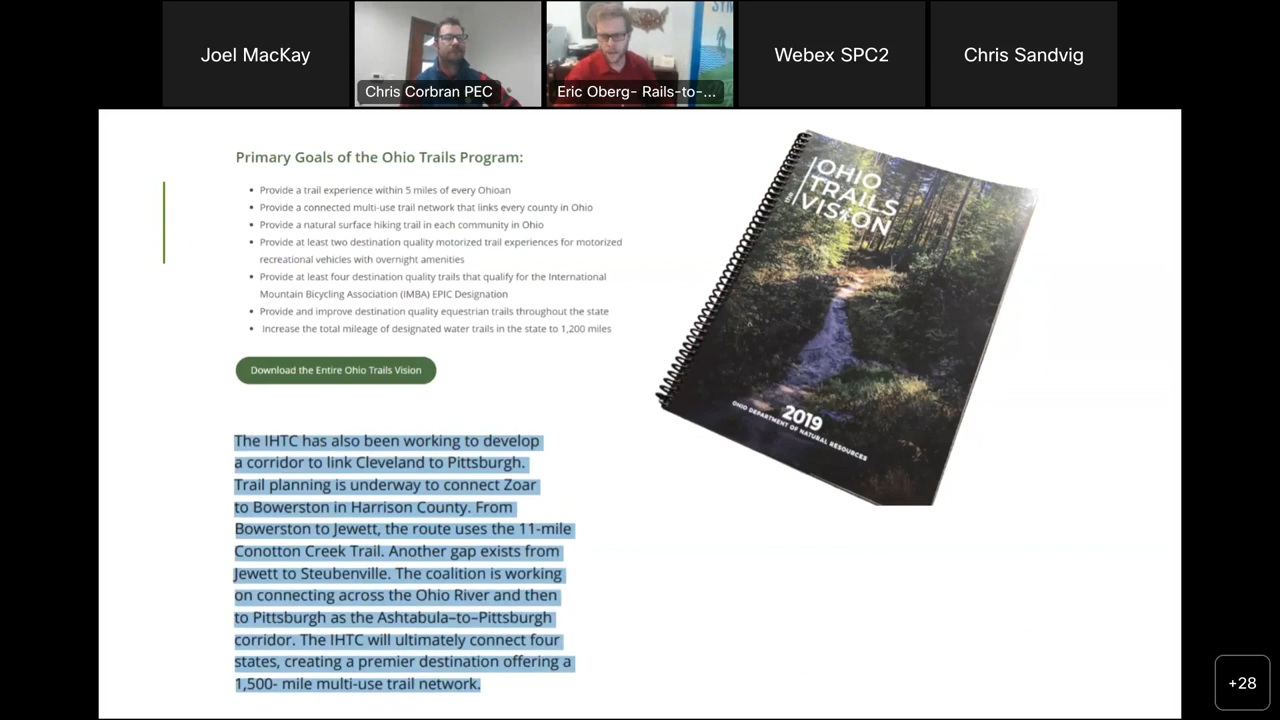 Joel MacKay
Chris Corbran PEC
Eric Oberg- Rails-to-...
Webex SPC2
Chris Sandvig
Primary Goals of the Ohio Trails Program:
• Provide a trail experience within 5 miles of every Ohioan
• Provide a connected multi-use trail network that links every county in Ohio
• Provide a natural surface hiking trail in each community in Ohio
• Provide at least two destination quality motorized trail experiences for motorized
recreational vehicles with overnight amenities
• Provide at least four destination quality trails that qualify for the International
Mountain Bicycling Association (IMBA) EPIC Designation
• Provide and improve destination quality equestrian trails throughout the state
• Increase the total mileage of designated water trails in the state to 1,200 miles
Download the Entire Ohio Trails Vision
The IHTC has also been working to develop
a corridor to link Cleveland to Pittsburgh.
Trail planning is underway to connect Zoar
to Bowerston in Harrison County. From
Bowerston to Jewett, the route uses the 11-mile
Conotton Creek Trail. Another gap exists from
Jewett to Steubenville. The coalition is working
on connecting across the Ohio River and then
to Pittsburgh as the Ashtabula–to–Pittsburgh
corridor. The IHTC will ultimately connect four
states, creating a premier destination offering a
1,500- mile multi-use trail network.
OHIO
TRAILS
VISION
2019
OHIO DEPARTMENT OF NATURAL RESOURCES
+28